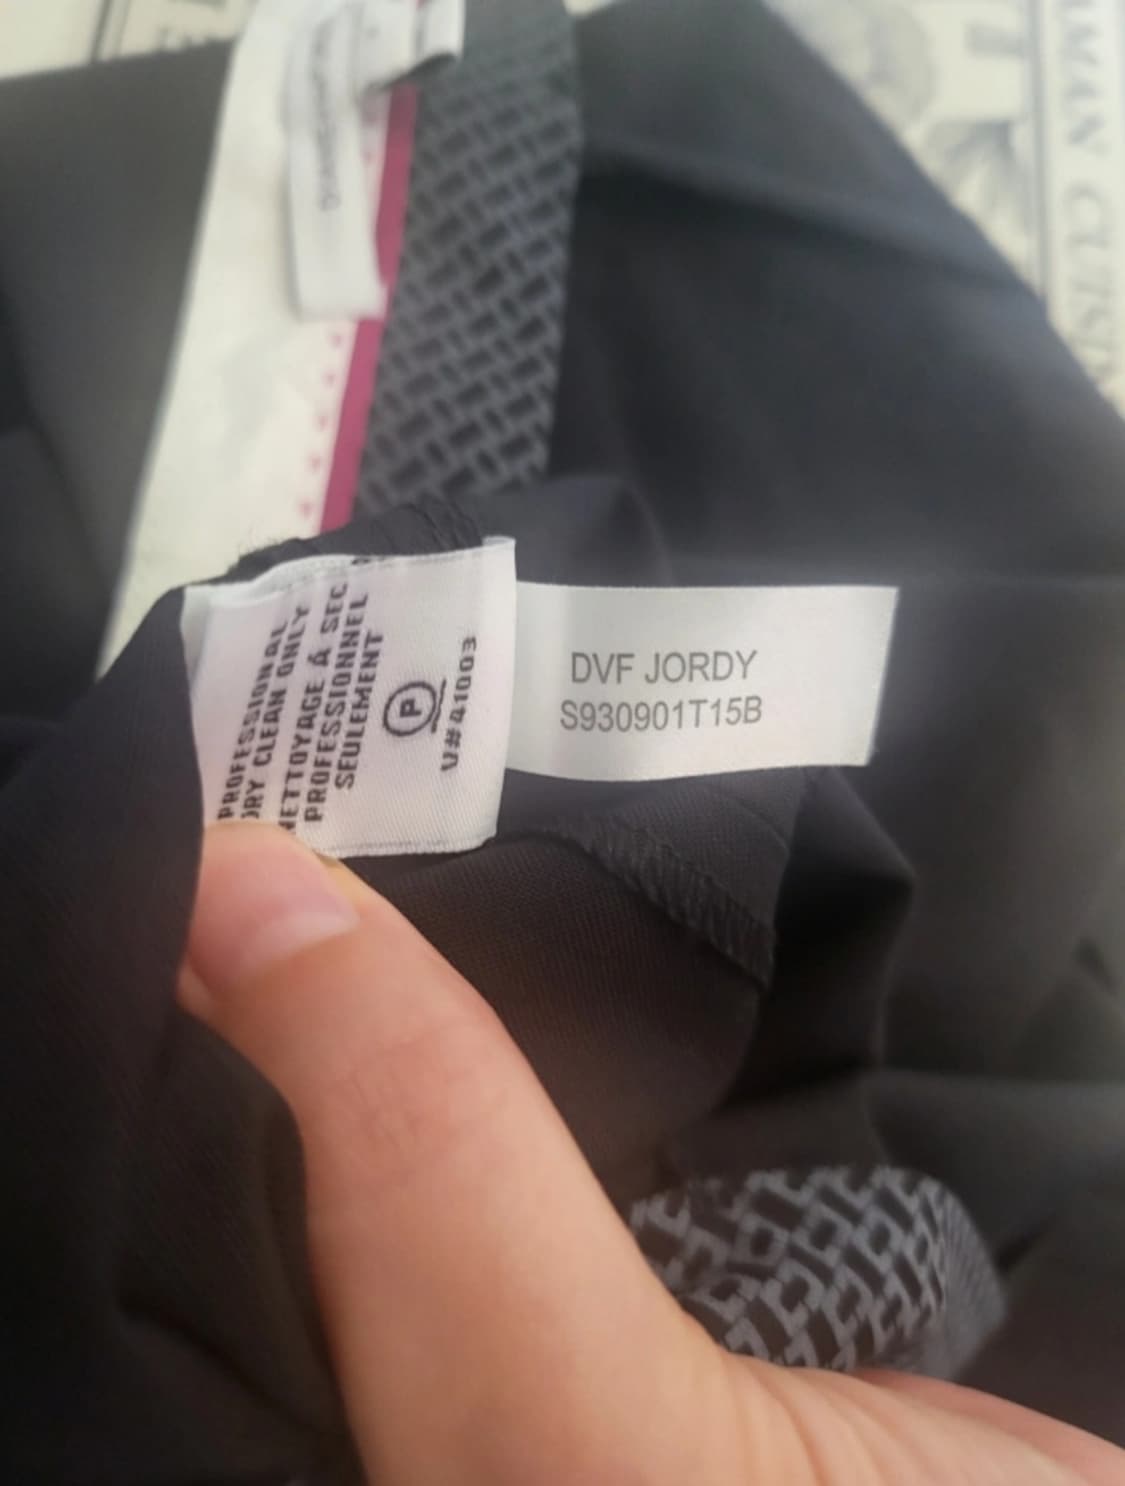 PROFESSIONAL
DRY CLEAN ONLY
NETTOYAGE Á SEC
PROFESSIONNEL
SEULEMENT
P
V#41003
DVF JORDY
S930901T15B